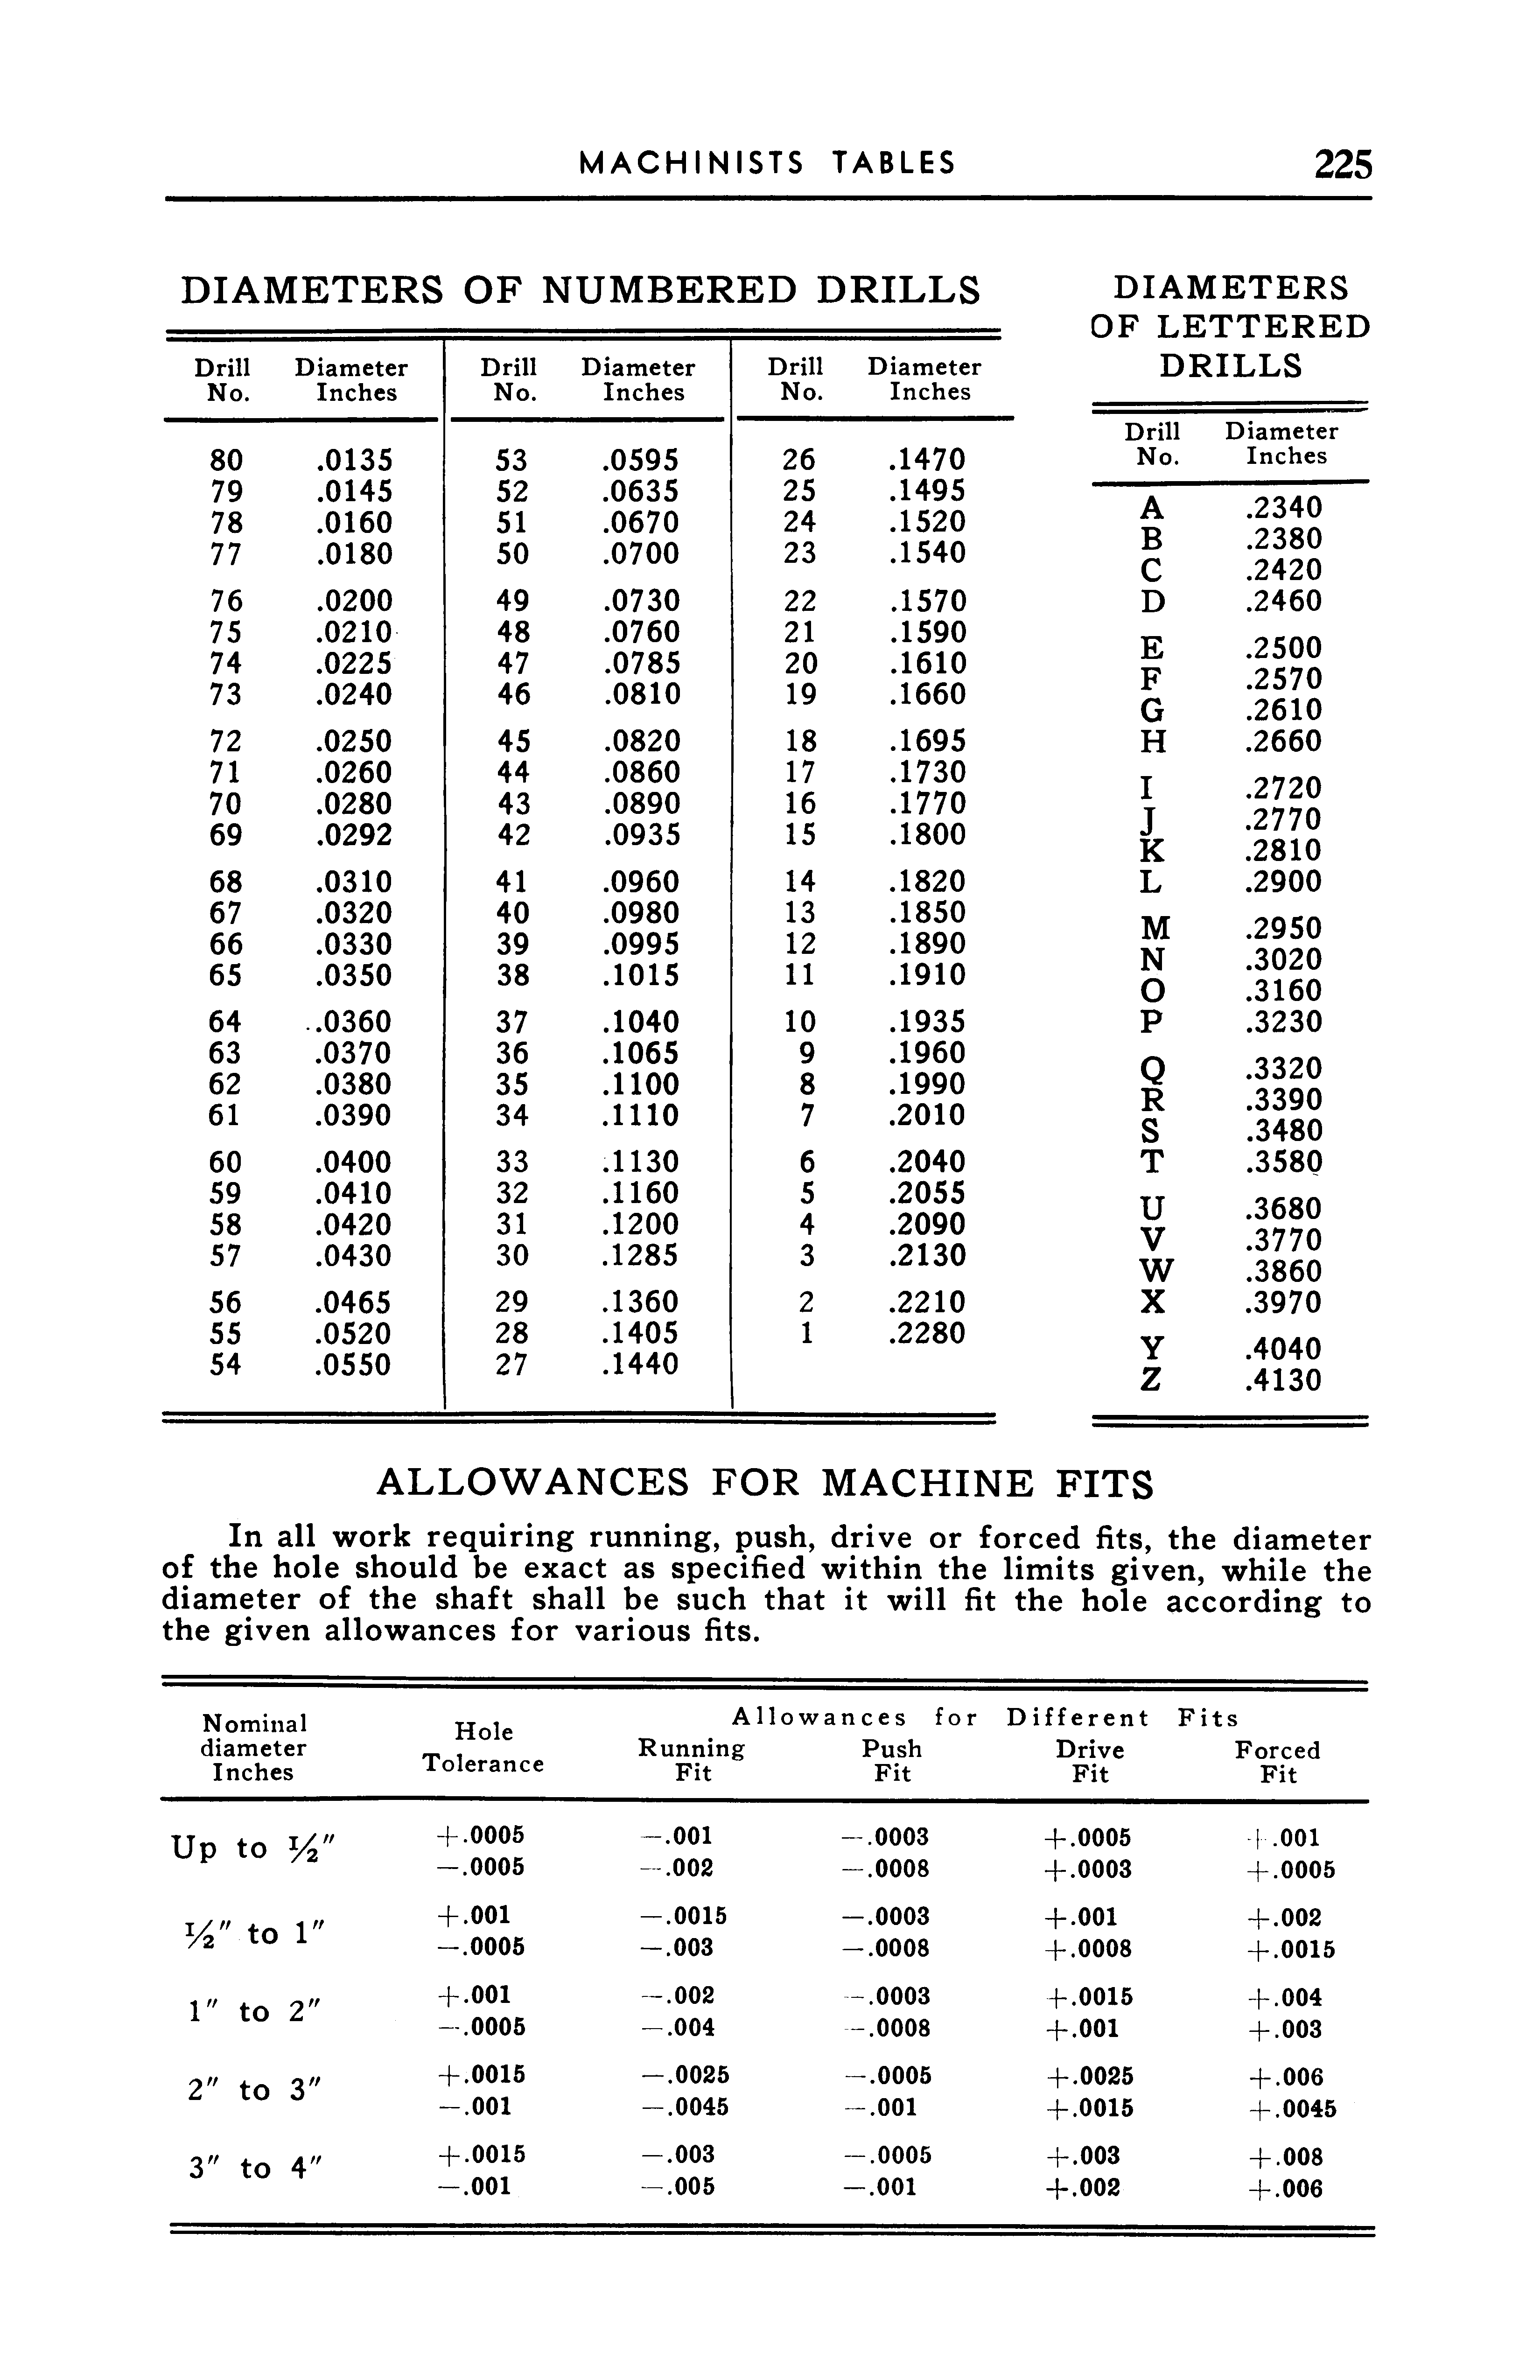 MACHINISTS TABLES 225
DIAMETERS OF NUMBERED DRILLS
Drill Diameter Drill Diameter Drill Diameter
No. Inches No. Inches No. Inches
80 .0135 53 .0595 26 .1470
79 .0145 52 .0635 25 .1495
78 .0160 51 .0670 24 .1520
77 .0180 50 .0700 23 .1540
76 .0200 49 .0730 22 .1570
75 .0210 48 .0760 21 .1590
74 .0225 47 .0785 20 .1610
73 .0240 46 .0810 19 .1660
72 .0250 45 .0820 18 .1695
71 .0260 44 .0860 17 .1730
70 .0280 43 .0890 16 .1770
69 .0292 42 .0935 15 .1800
68 .0310 41 .0960 14 .1820
67 .0320 40 .0980 13 .1850
66 .0330 39 .0995 12 .1890
65 .0350 38 .1015 11 .1910
64 .0360 37 .1040 10 .1935
63 .0370 36 .1065 9 .1960
62 .0380 35 .1100 8 .1990
61 .0390 34 .1110 7 .2010
60 .0400 33 .1130 6 .2040
59 .0410 32 .1160 5 .2055
58 .0420 31 .1200 4 .2090
57 .0430 30 .1285 3 .2130
56 .0465 29 .1360 2 .2210
55 .0520 28 .1405 1 .2280
54 .0550 27 .1440
DIAMETERS
OF LETTERED
DRILLS
Drill Diameter
No. Inches
A .2340
B .2380
C .2420
D .2460
E .2500
F .2570
G .2610
H .2660
I .2720
J .2770
K .2810
L .2900
M .2950
N .3020
O .3160
P .3230
Q .3320
R .3390
S .3480
T .3580
U .3680
V .3770
W .3860
X .3970
Y .4040
Z .4130
ALLOWANCES FOR MACHINE FITS
In all work requiring running, push, drive or forced fits, the diameter
of the hole should be exact as specified within the limits given, while the
diameter of the shaft shall be such that it will fit the hole according to
the given allowances for various fits.
Nominal Hole Allowances for Different Fits
diameter Tolerance Running Push Drive Forced
Inches Fit Fit Fit Fit
Up to ½″ +.0005 —.001 —.0003 +.0005 +.001
—.0005 —.002 —.0008 +.0003 +.0005
½″ to 1″ +.001 —.0015 —.0003 +.001 +.002
—.0005 —.003 —.0008 +.0008 +.0015
1″ to 2″ +.001 —.002 —.0003 +.0015 +.004
—.0005 —.004 —.0008 +.001 +.003
2″ to 3″ +.0015 —.0025 —.0005 +.0025 +.006
—.001 —.0045 —.001 +.0015 +.0045
3″ to 4″ +.0015 —.003 —.0005 +.003 +.008
—.001 —.005 —.001 +.002 +.006